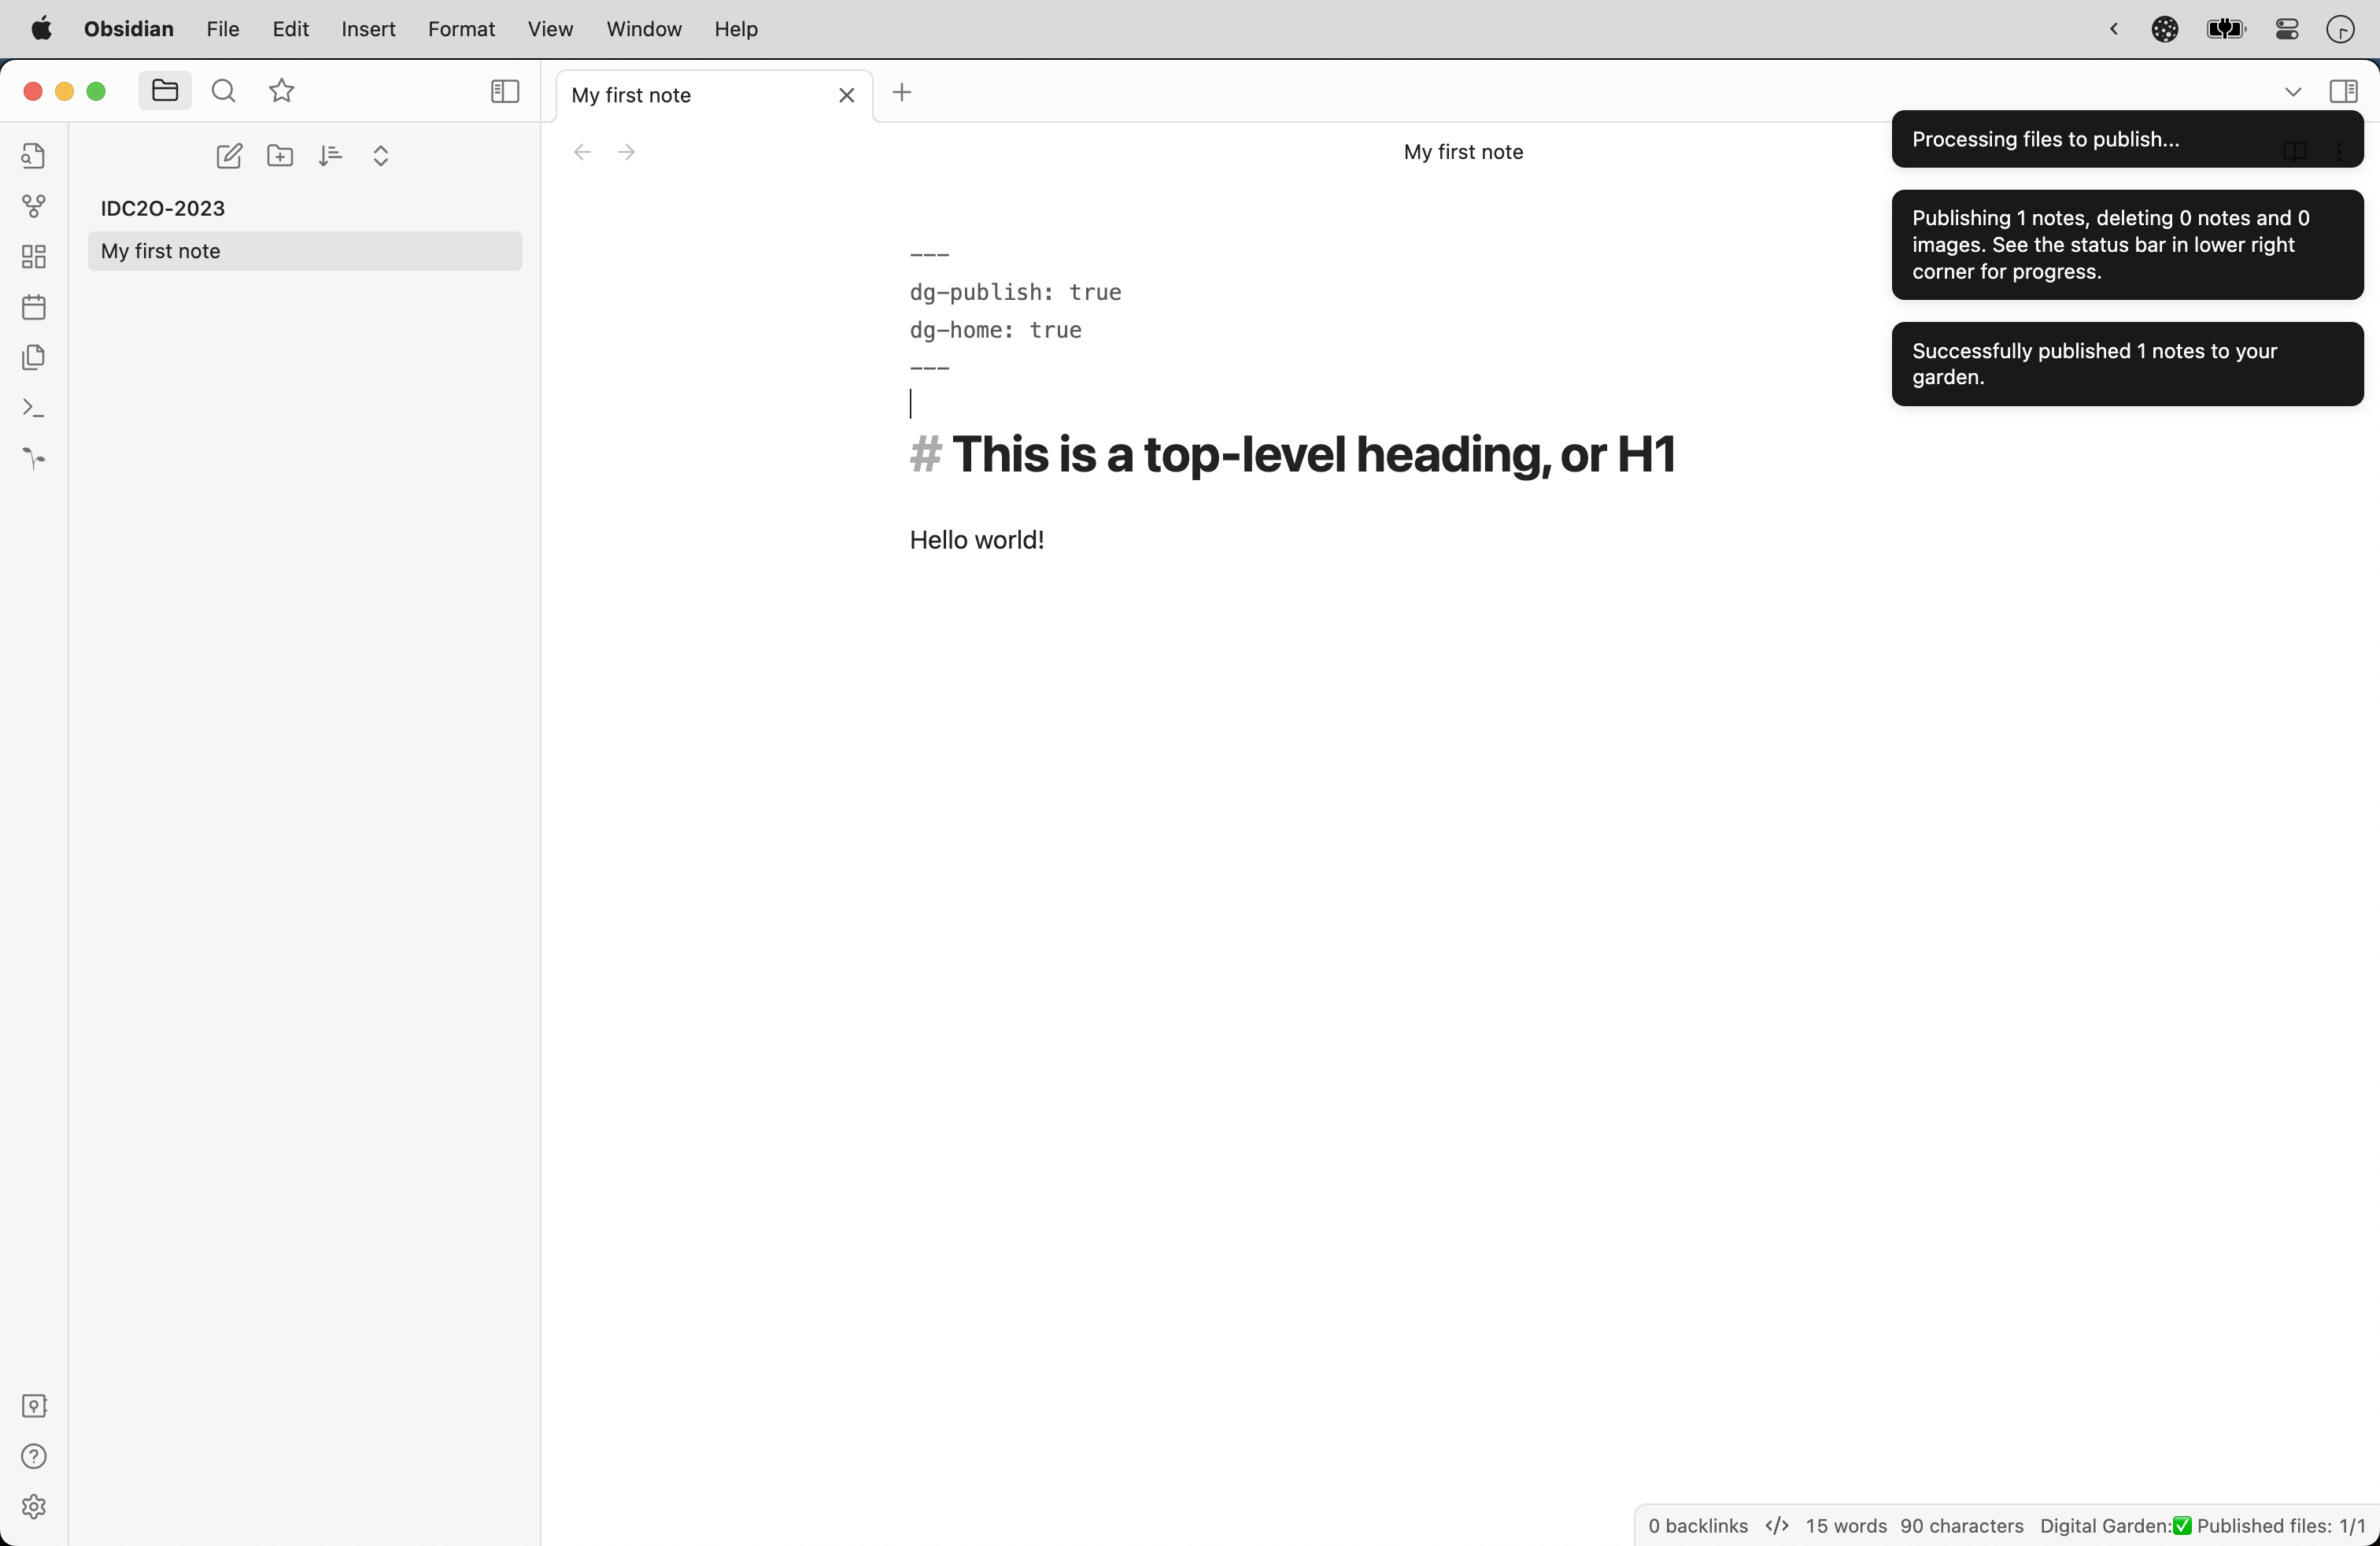 Obsidian File Edit Insert Format View Window Help
My first note
My first note
Processing files to publish...
IDC2O-2023
My first note
Publishing 1 notes, deleting 0 notes and 0
images. See the status bar in lower right
corner for progress.
Successfully published 1 notes to your
garden.
---
dg-publish: true
dg-home: true
---
# This is a top-level heading, or H1
Hello world!
0 backlinks </> 15 words 90 characters Digital Garden:✅ Published files: 1/1